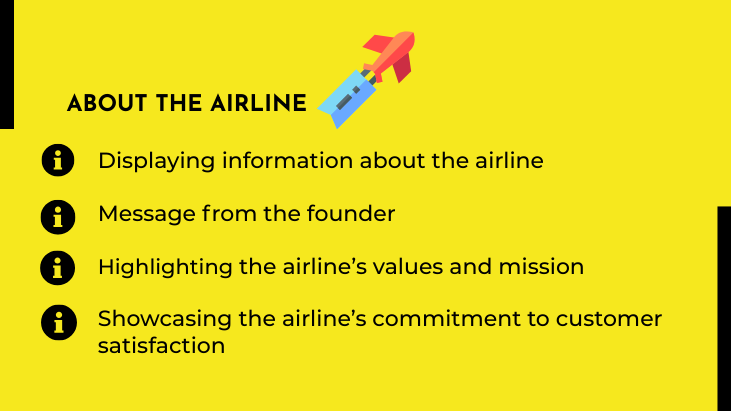 ABOUT THE AIRLINE
Displaying information about the airline
Message from the founder
Highlighting the airline’s values and mission
Showcasing the airline’s commitment to customer
satisfaction